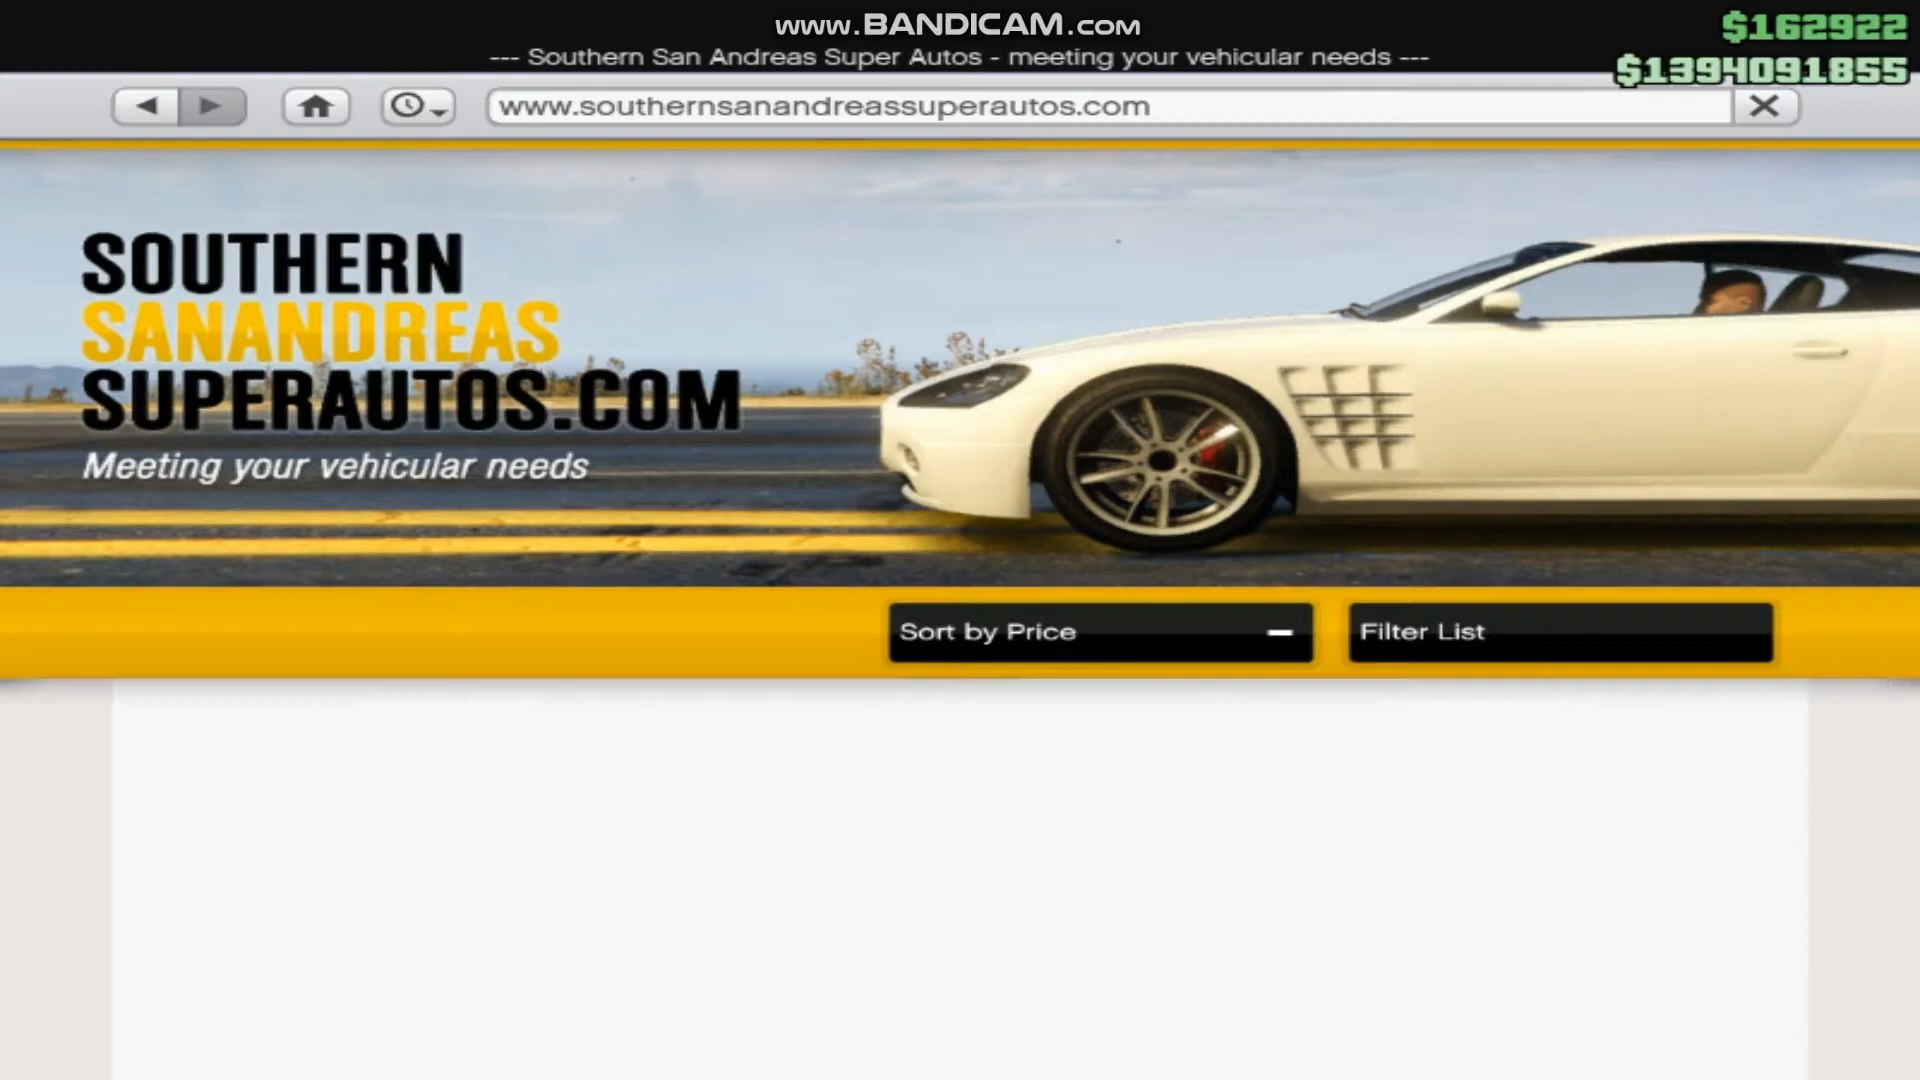 www.BANDICAM.com
$162922
--- Southern San Andreas Super Autos - meeting your vehicular needs ---
$1394091855
www.southernsanandreassuperautos.com
SOUTHERN
SANANDREAS
SUPERAUTOS.COM
Meeting your vehicular needs
Sort by Price
Filter List